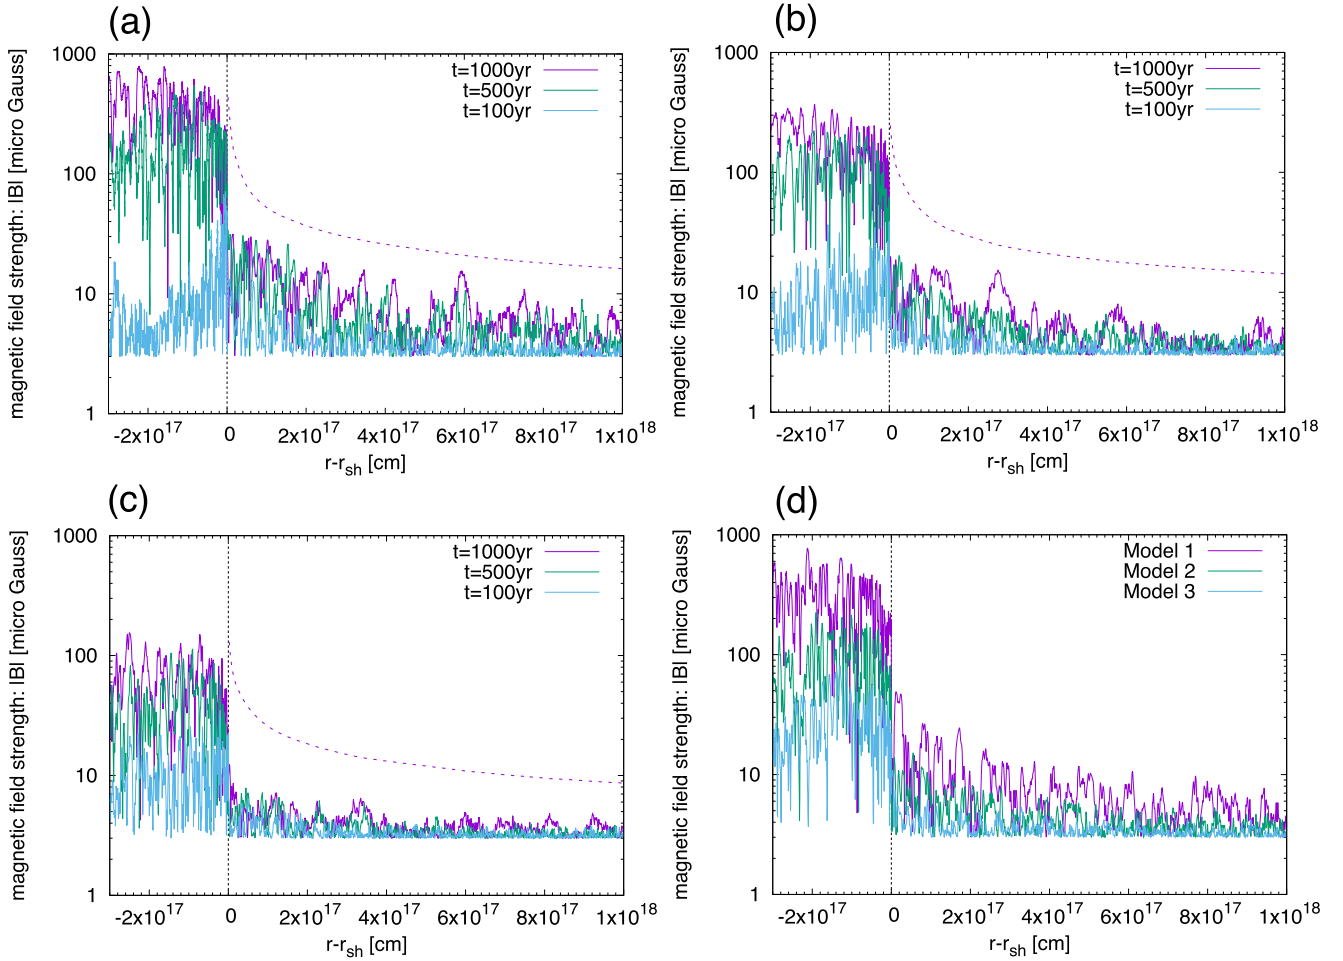 (a)
magnetic field strength: |B| [micro Gauss]
1000
100
10
1
t=1000yr
t=500yr
t=100yr
-2x10^17 0 2x10^17 4x10^17 6x10^17 8x10^17 1x10^18
r-r_sh [cm]
(b)
magnetic field strength: |B| [micro Gauss]
1000
100
10
1
t=1000yr
t=500yr
t=100yr
-2x10^17 0 2x10^17 4x10^17 6x10^17 8x10^17 1x10^18
r-r_sh [cm]
(c)
magnetic field strength: |B| [micro Gauss]
1000
100
10
1
t=1000yr
t=500yr
t=100yr
-2x10^17 0 2x10^17 4x10^17 6x10^17 8x10^17 1x10^18
r-r_sh [cm]
(d)
magnetic field strength: |B| [micro Gauss]
1000
100
10
1
Model 1
Model 2
Model 3
-2x10^17 0 2x10^17 4x10^17 6x10^17 8x10^17 1x10^18
r-r_sh [cm]